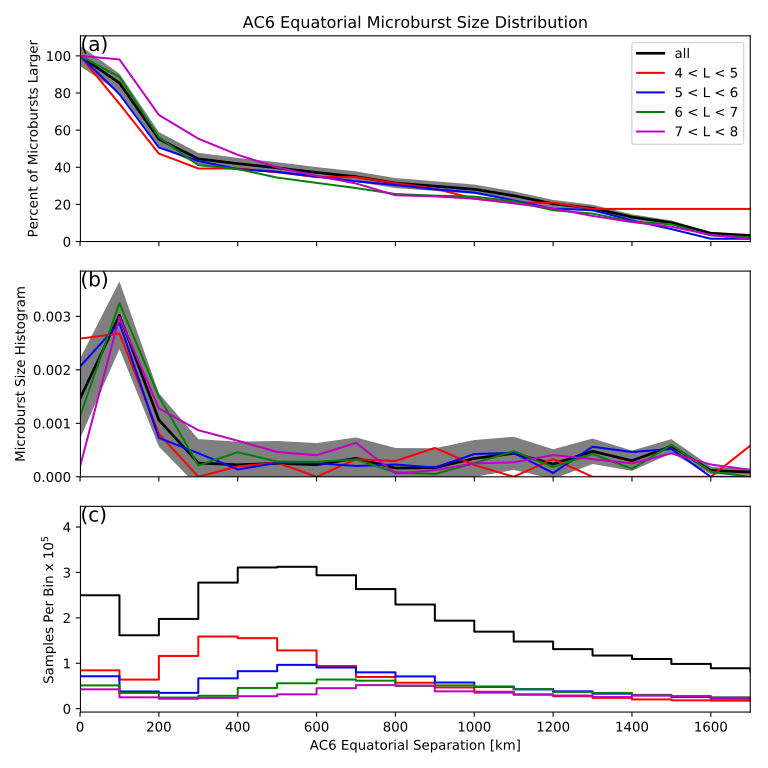 AC6 Equatorial Microburst Size Distribution
(a)
Percent of Microbursts Larger
100
80
60
40
20
0
all
4 < L < 5
5 < L < 6
6 < L < 7
7 < L < 8
(b)
Microburst Size Histogram
0.003
0.002
0.001
0.000
(c)
Samples Per Bin x 10⁵
4
3
2
1
0
0 200 400 600 800 1000 1200 1400 1600
AC6 Equatorial Separation [km]